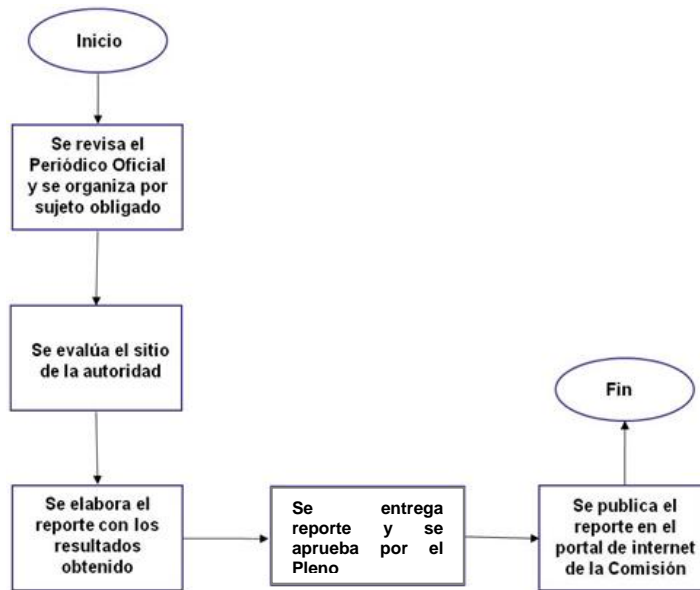 Inicio
Se revisa el
Periódico Oficial
y se organiza por
sujeto obligado
Se evalúa el sitio
de la autoridad
Se elabora el
reporte con los
resultados
obtenido
Se entrega
reporte y se
aprueba por el
Pleno
Se publica el
reporte en el
portal de internet
de la Comisión
Fin